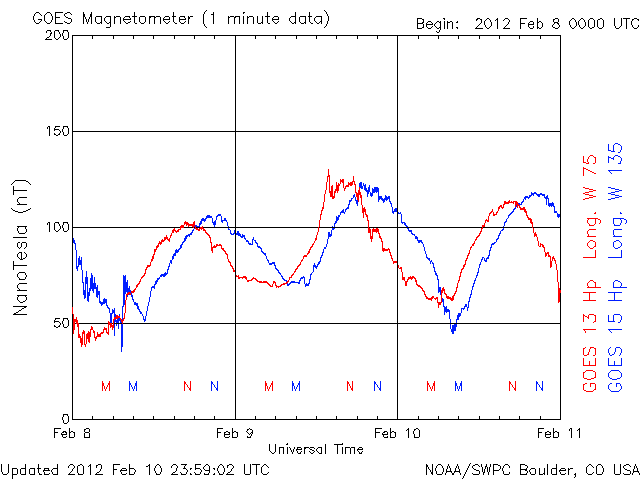 GOES Magnetometer (1 minute data)
Begin: 2012 Feb 8 0000 UTC
200
150
100
50
0
NanoTesla (nT)
M M N N M M N N M M N N
Feb 8 Feb 9 Feb 10 Feb 11
Universal Time
GOES 13 Hp Long. W 75
GOES 15 Hp Long. W 135
Updated 2012 Feb 10 23:59:02 UTC
NOAA/SWPC Boulder, CO USA